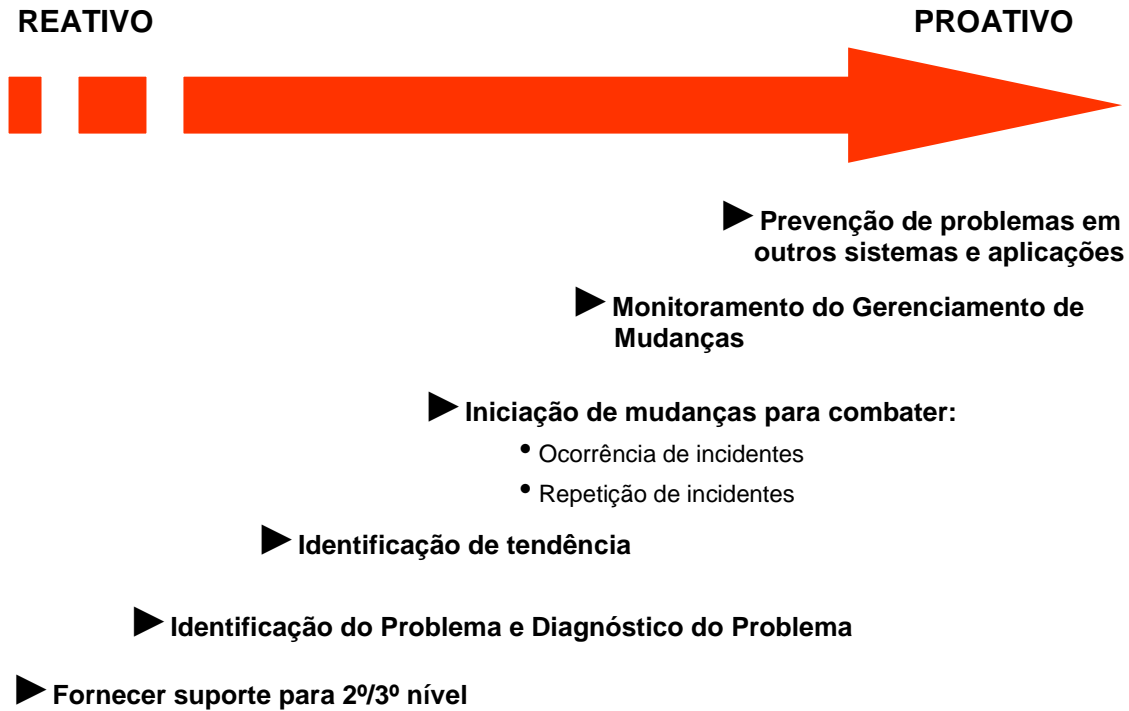 REATIVO PROATIVO
► Prevenção de problemas em
outros sistemas e aplicações
► Monitoramento do Gerenciamento de
Mudanças
► Iniciação de mudanças para combater:
• Ocorrência de incidentes
• Repetição de incidentes
► Identificação de tendência
► Identificação do Problema e Diagnóstico do Problema
► Fornecer suporte para 2º/3º nível